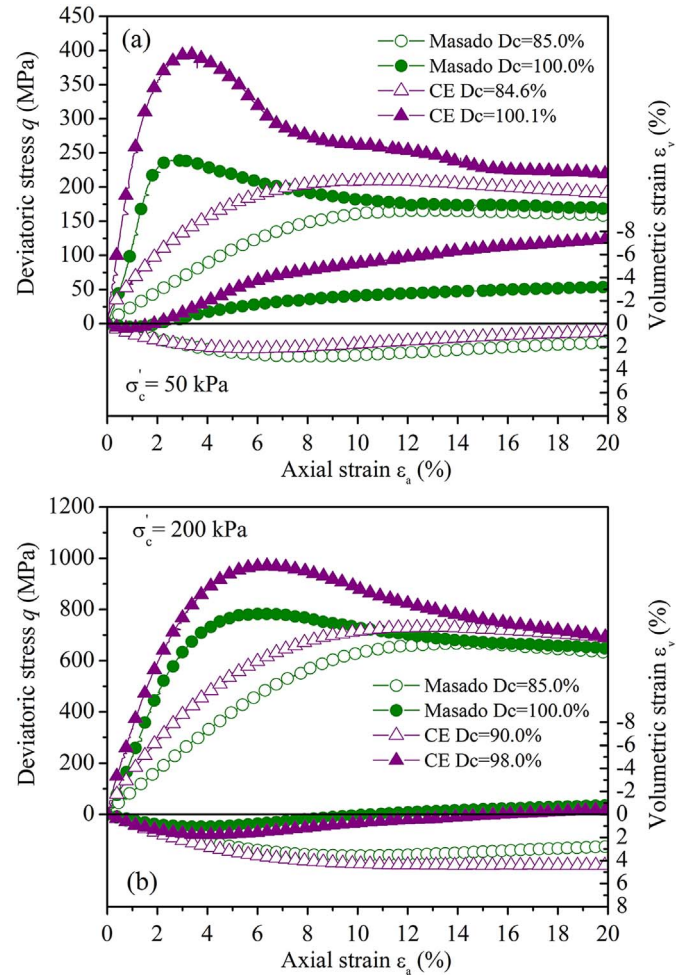 (a)
Masado Dc=85.0%
Masado Dc=100.0%
CE Dc=84.6%
CE Dc=100.1%
Deviatoric stress q (MPa)
450
400
350
300
250
200
150
100
50
0
Volumetric strain εv (%)
-8
-6
-4
-2
0
2
4
6
8
σ'c= 50 kPa
0 2 4 6 8 10 12 14 16 18 20
Axial strain εa (%)
σ'c= 200 kPa
Deviatoric stress q (MPa)
1200
1000
800
600
400
200
0
Masado Dc=85.0%
Masado Dc=100.0%
CE Dc=90.0%
CE Dc=98.0%
Volumetric strain εv (%)
-8
-6
-4
-2
0
2
4
6
8
(b)
0 2 4 6 8 10 12 14 16 18 20
Axial strain εa (%)